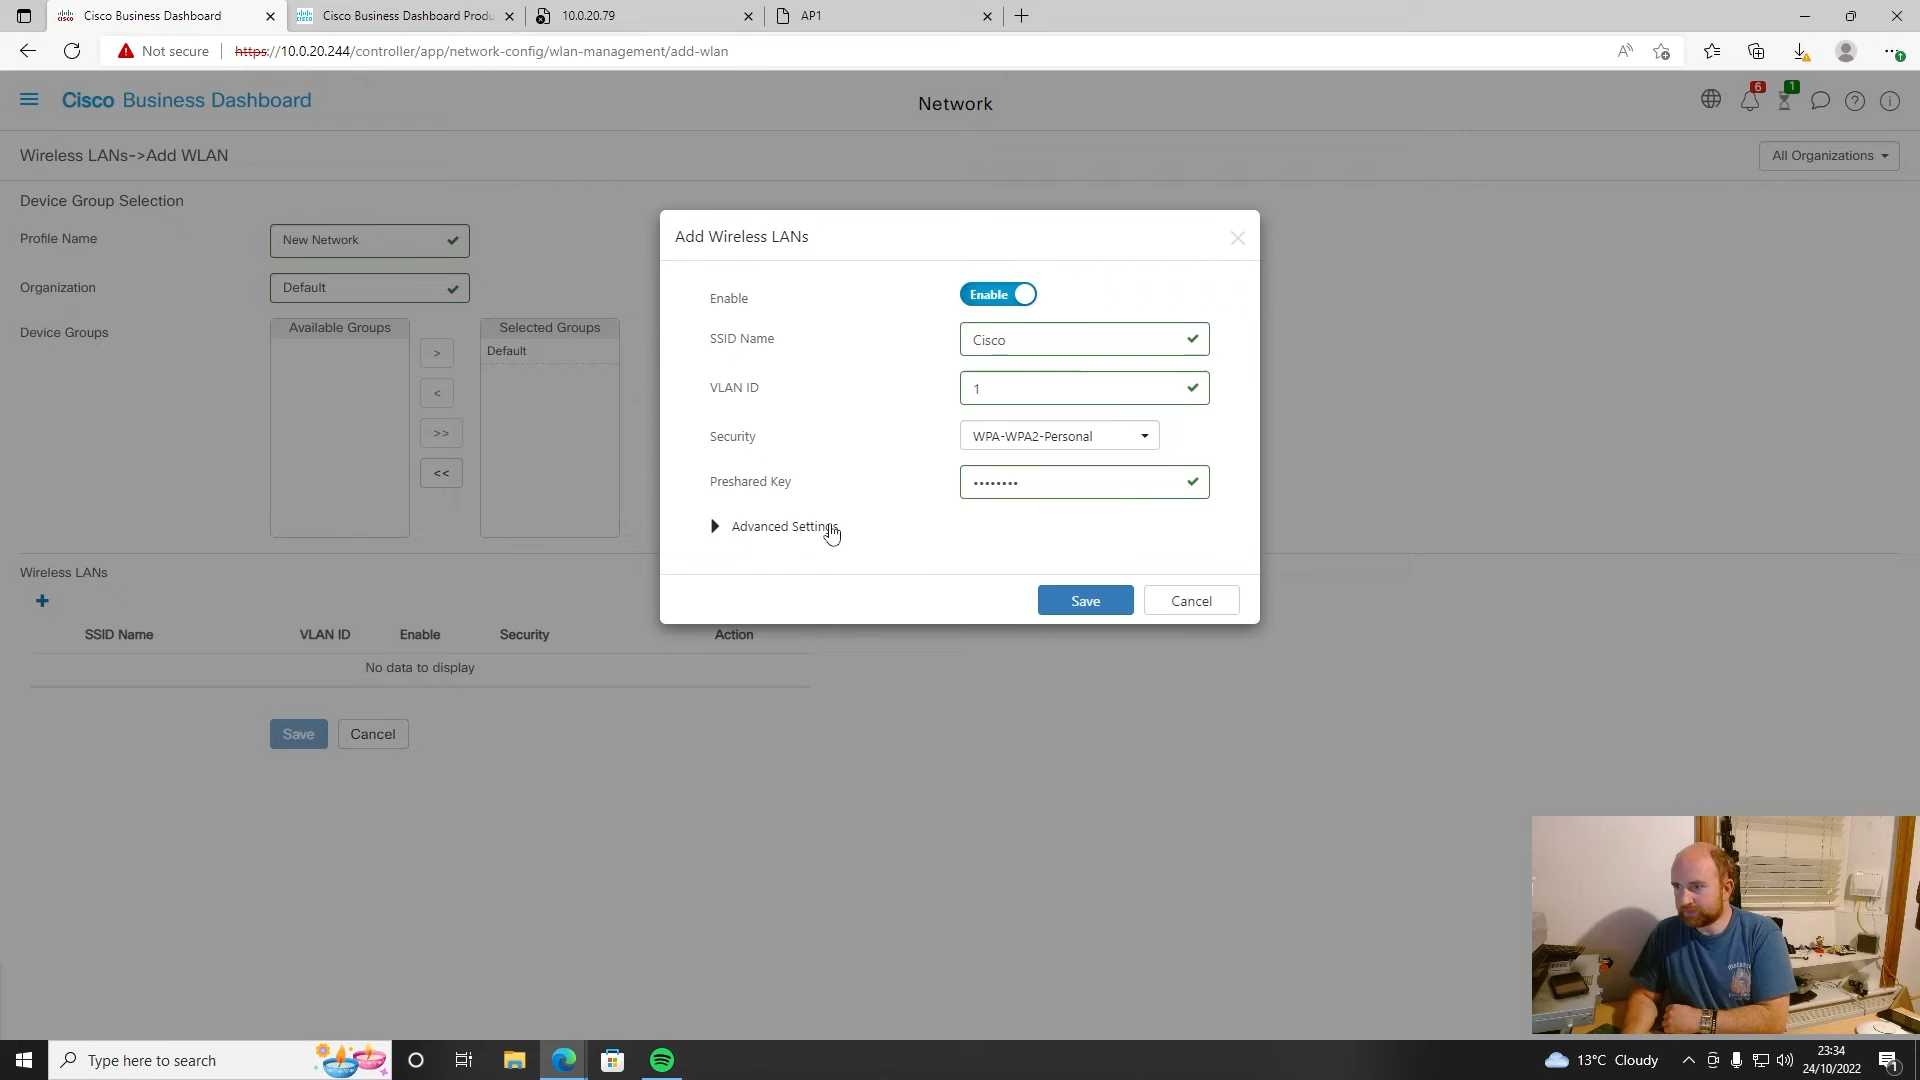 Cisco Business Dashboard
Cisco Business Dashboard Produ
10.0.20.79
AP1
Not secure
https://10.0.20.244/controller/app/network-config/wlan-management/add-wlan
Cisco Business Dashboard
Network
6
1
Wireless LANs->Add WLAN
All Organizations
Device Group Selection
Profile Name
New Network
Organization
Default
Device Groups
Available Groups
Selected Groups
Default
>
<
>>
<<
Add Wireless LANs
Enable
Enable
SSID Name
Cisco
VLAN ID
1
Security
WPA-WPA2-Personal
Preshared Key
••••••••
Advanced Settings
Save
Cancel
Wireless LANs
SSID Name
VLAN ID
Enable
Security
Action
No data to display
Save
Cancel
Type here to search
13°C Cloudy
23:34
24/10/2022
1